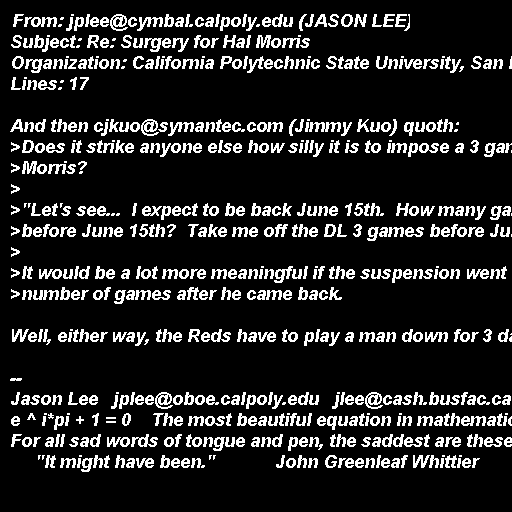 From: jplee@cymbal.calpoly.edu (JASON LEE)
Subject: Re: Surgery for Hal Morris
Organization: California Polytechnic State University, San
Lines: 17

And then cjkuo@symantec.com (Jimmy Kuo) quoth:
>Does it strike anyone else how silly it is to impose a 3
>Morris?
>
>"Let's see...  I expect to be back June 15th.  How many
>before June 15th?  Take me off the DL 3 games before
>
>It would be a lot more meaningful if the suspension went
>number of games after he came back.

Well, either way, the Reds have to play a man down for 3

--
Jason Lee   jplee@oboe.calpoly.edu   jlee@cash.busfac.ca
e ^ i*pi + 1 = 0    The most beautiful equation in
For all sad words of tongue and pen, the saddest are these
"It might have been."          John Greenleaf Whittier